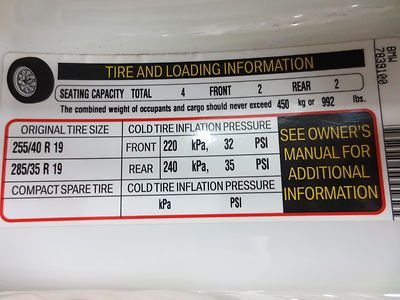 TIRE AND LOADING INFORMATION
SEATING CAPACITY TOTAL 4 FRONT 2 REAR 2
The combined weight of occupants and cargo should never exceed 450 kg or 992 lbs.
ORIGINAL TIRE SIZE COLD TIRE INFLATION PRESSURE
255/40 R 19 FRONT 220 kPa, 32 PSI
285/35 R 19 REAR 240 kPa, 35 PSI
COMPACT SPARE TIRE COLD TIRE INFLATION PRESSURE
kPa PSI
SEE OWNER'S
MANUAL FOR
ADDITIONAL
INFORMATION
BMW
7839100